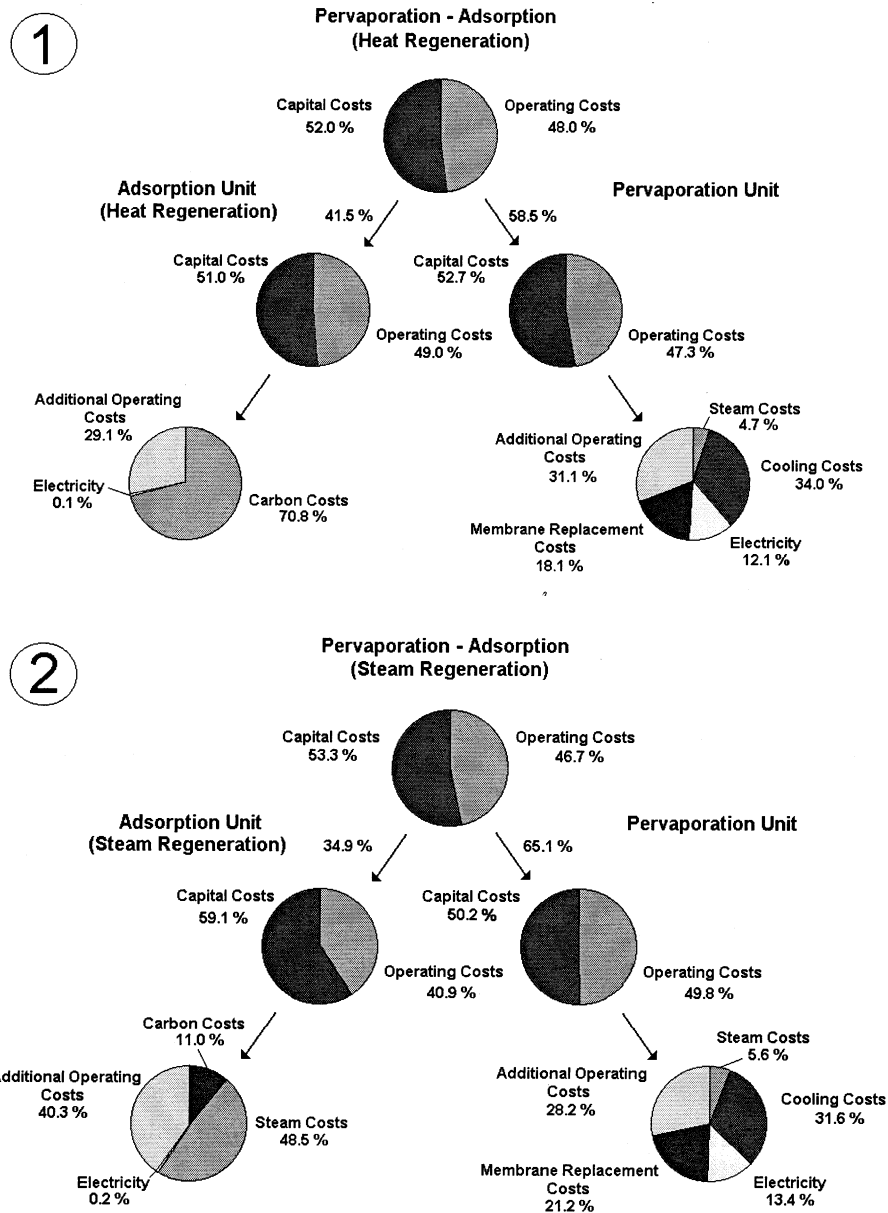 1
Pervaporation - Adsorption
(Heat Regeneration)
Capital Costs
52.0 %
Operating Costs
48.0 %
Adsorption Unit
(Heat Regeneration)
41.5 %
58.5 %
Pervaporation Unit
Capital Costs
51.0 %
Operating Costs
49.0 %
Capital Costs
52.7 %
Operating Costs
47.3 %
Additional Operating
Costs
29.1 %
Electricity
0.1 %
Carbon Costs
70.8 %
Steam Costs
4.7 %
Additional Operating
Costs
31.1 %
Cooling Costs
34.0 %
Membrane Replacement
Costs
18.1 %
Electricity
12.1 %
2
Pervaporation - Adsorption
(Steam Regeneration)
Capital Costs
53.3 %
Operating Costs
46.7 %
Adsorption Unit
(Steam Regeneration)
34.9 %
65.1 %
Pervaporation Unit
Capital Costs
59.1 %
Operating Costs
40.9 %
Capital Costs
50.2 %
Operating Costs
49.8 %
Carbon Costs
11.0 %
Additional Operating
Costs
40.3 %
Steam Costs
48.5 %
Electricity
0.2 %
Steam Costs
5.6 %
Additional Operating
Costs
28.2 %
Cooling Costs
31.6 %
Membrane Replacement
Costs
21.2 %
Electricity
13.4 %